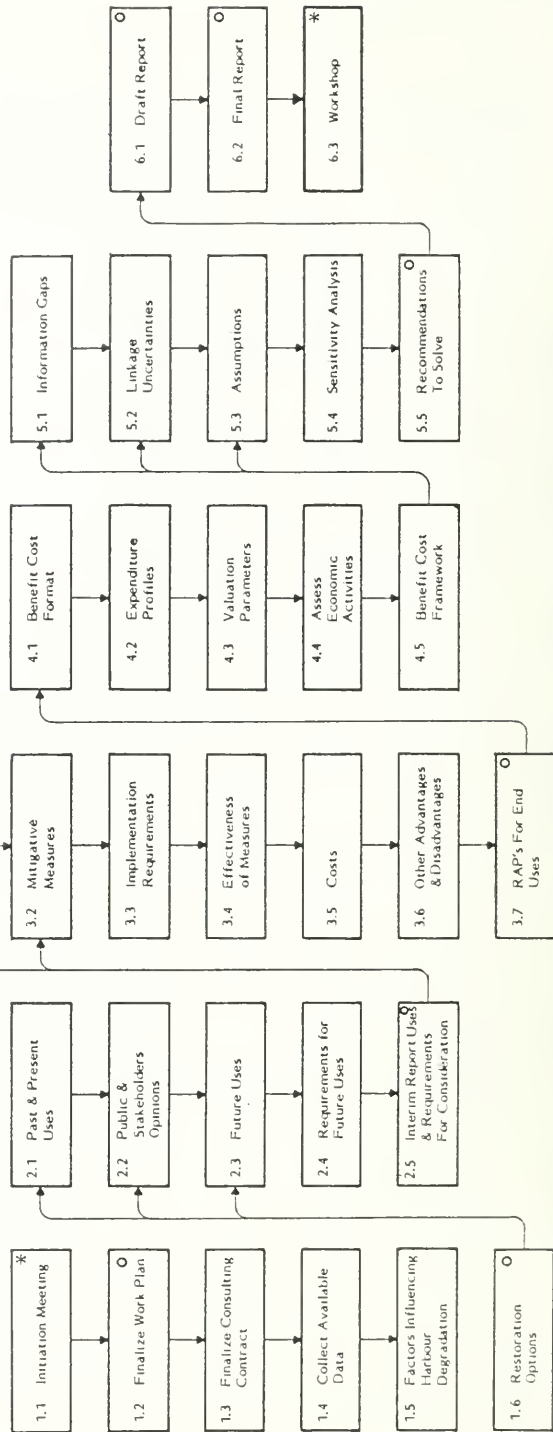 1.1 Initiation Meeting *
1.2 Finalize Work Plan
1.3 Finalize Consulting
Contract
1.4 Collect Available
Data
1.5 Factors Influencing
Harbour
Degradation
1.6 Restoration
Options
2.1 Past & Present
Uses
2.2 Public &
Stakeholders
Opinions
2.3 Future Uses
2.4 Requirements for
Future Uses
2.5 Interim Report Uses
& Requirements
For Consideration
3.2 Mitigative
Measures
3.3 Implementation
Requirements
3.4 Effectiveness
of Measures
3.5 Costs
3.6 Other Advantages
& Disadvantages
3.7 RAP's For End
Uses
4.1 Benefit Cost
Format
4.2 Expenditure
Profiles
4.3 Valuation
Parameters
4.4 Assess
Economic
Activities
4.5 Benefit Cost
Framework
5.1 Information Gaps
5.2 Linkage
Uncertainties
5.3 Assumptions
5.4 Sensitivity Analysis
5.5 Recommendations
To Solve
6.1 Draft Report
6.2 Final Report
6.3 Workshop *